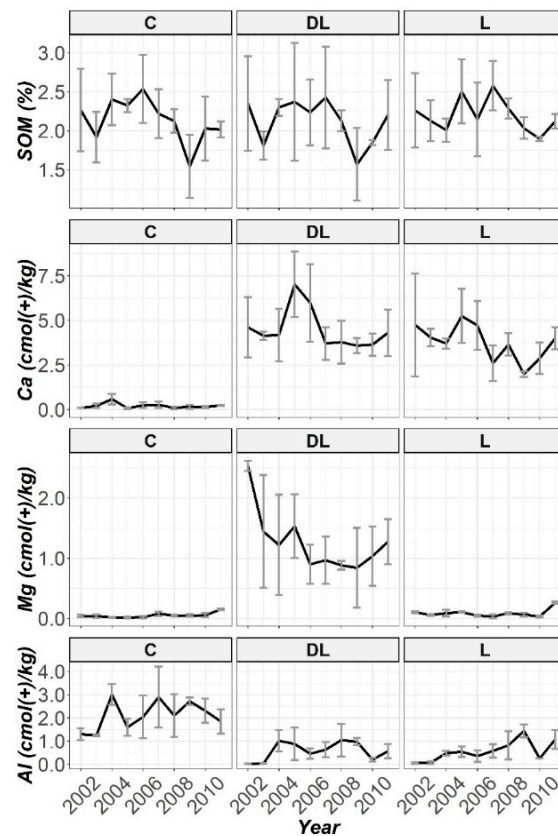 C DL L
SOM (%)
3.0
2.5
2.0
1.5
C DL L
Ca (cmol(+)/kg)
7.5
5.0
2.5
0.0
C DL L
Mg (cmol(+)/kg)
2.0
1.0
0.0
C DL L
Al (cmol(+)/kg)
4.0
3.0
2.0
1.0
0.0
2002 2004 2006 2008 2010 2002 2004 2006 2008 2010 2002 2004 2006 2008 2010
Year